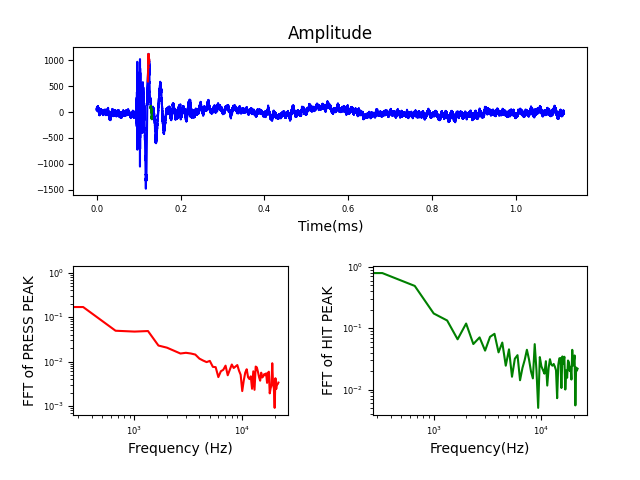 Amplitude
1000
500
0
−500
−1000
−1500
0.0 0.2 0.4 0.6 0.8 1.0
Time(ms)
FFT of PRESS PEAK
10⁰
10⁻¹
10⁻²
10⁻³
10³ 10⁴
Frequency (Hz)
FFT of HIT PEAK
10⁰
10⁻¹
10⁻²
10³ 10⁴
Frequency(Hz)